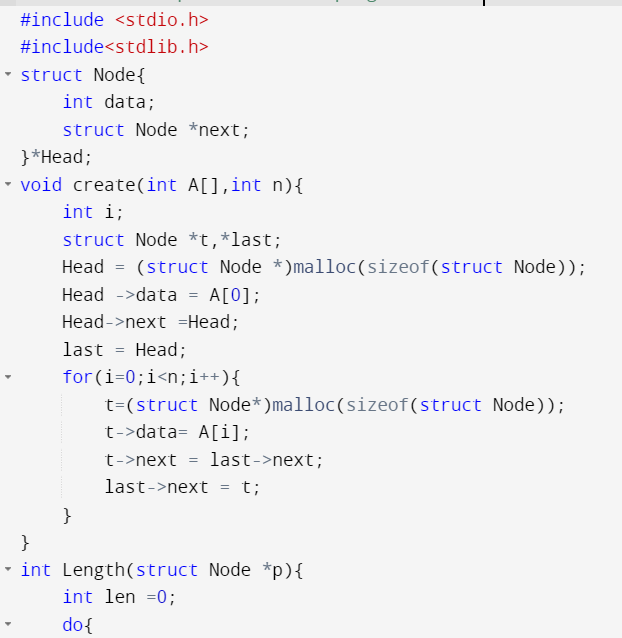 #include <stdio.h>
#include<stdlib.h>
struct Node{
    int data;
    struct Node *next;
}*Head;
void create(int A[],int n){
    int i;
    struct Node *t,*last;
    Head = (struct Node *)malloc(sizeof(struct Node));
    Head ->data = A[0];
    Head->next =Head;
    last = Head;
    for(i=0;i<n;i++){
        t=(struct Node*)malloc(sizeof(struct Node));
        t->data= A[i];
        t->next = last->next;
        last->next = t;
    }
}
int Length(struct Node *p){
    int len =0;
    do{